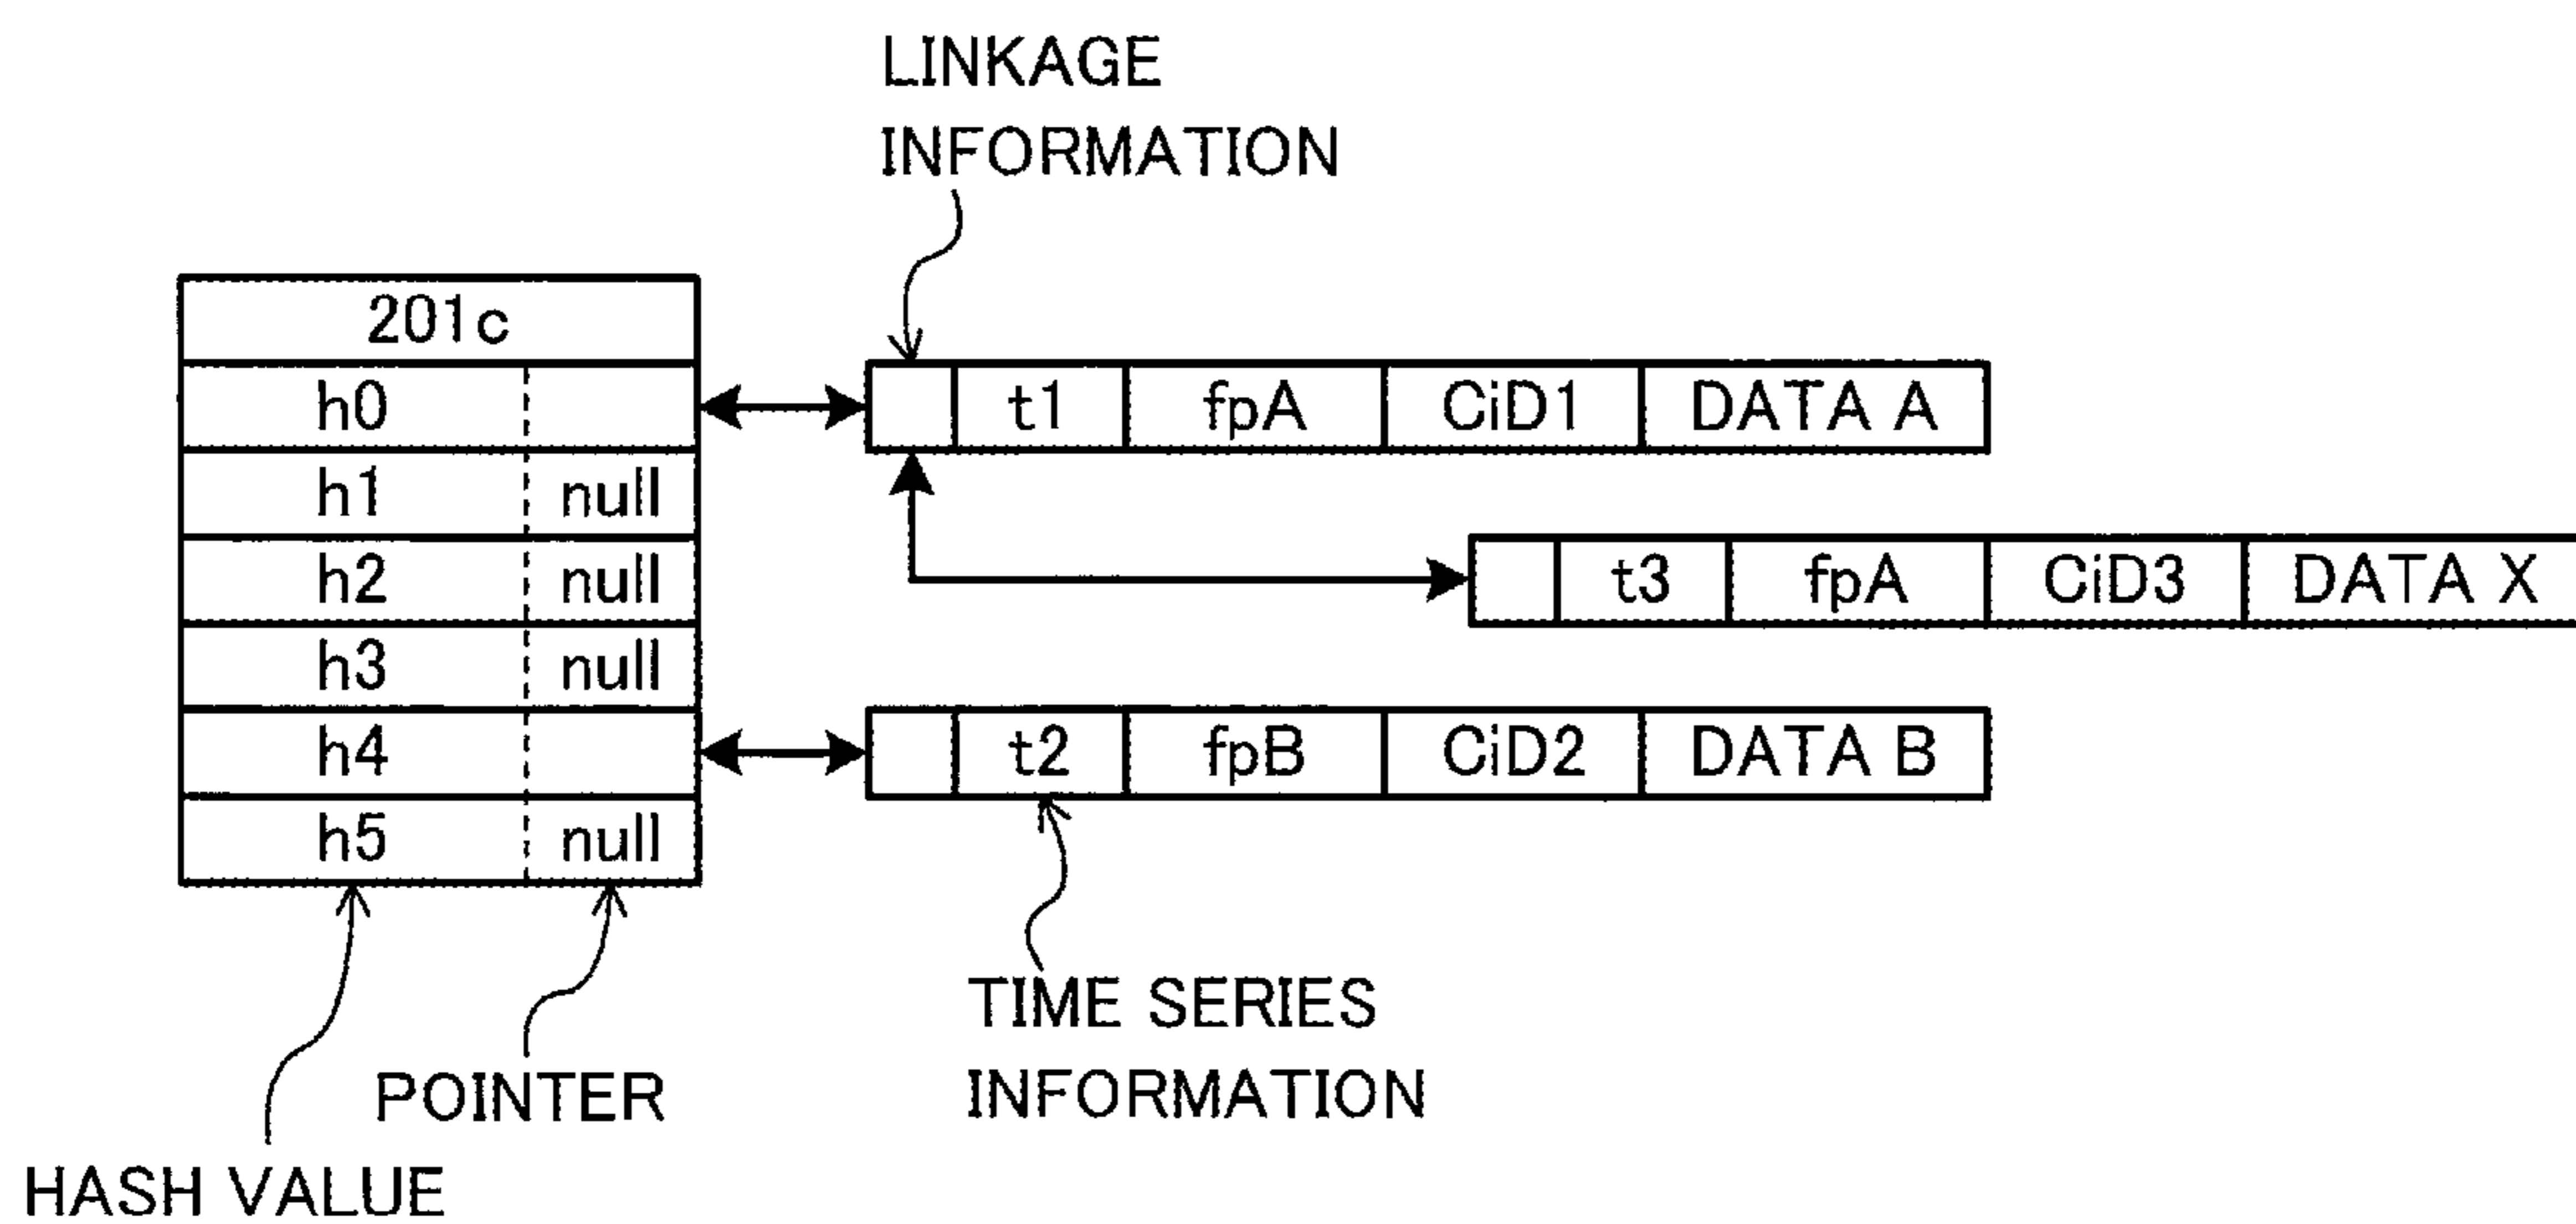 LINKAGE
INFORMATION
201c
h0
t1 fpA CiD1 DATA A
h1 null
h2 null
t3 fpA CiD3 DATA X
h3 null
h4
t2 fpB CiD2 DATA B
h5 null
TIME SERIES
INFORMATION
POINTER
HASH VALUE